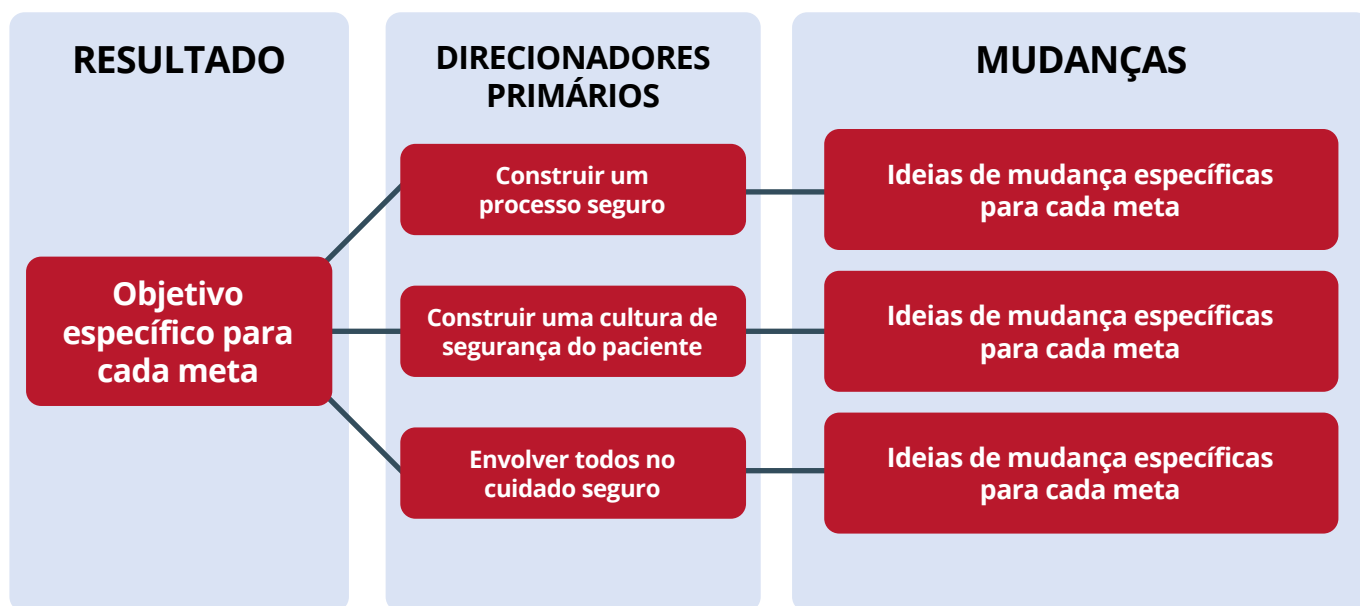 RESULTADO
DIRECIONADORES
PRIMÁRIOS
MUDANÇAS
Objetivo
específico para
cada meta
Construir um
processo seguro
Construir uma cultura de
segurança do paciente
Envolver todos no
cuidado seguro
Ideias de mudança específicas
para cada meta
Ideias de mudança específicas
para cada meta
Ideias de mudança específicas
para cada meta